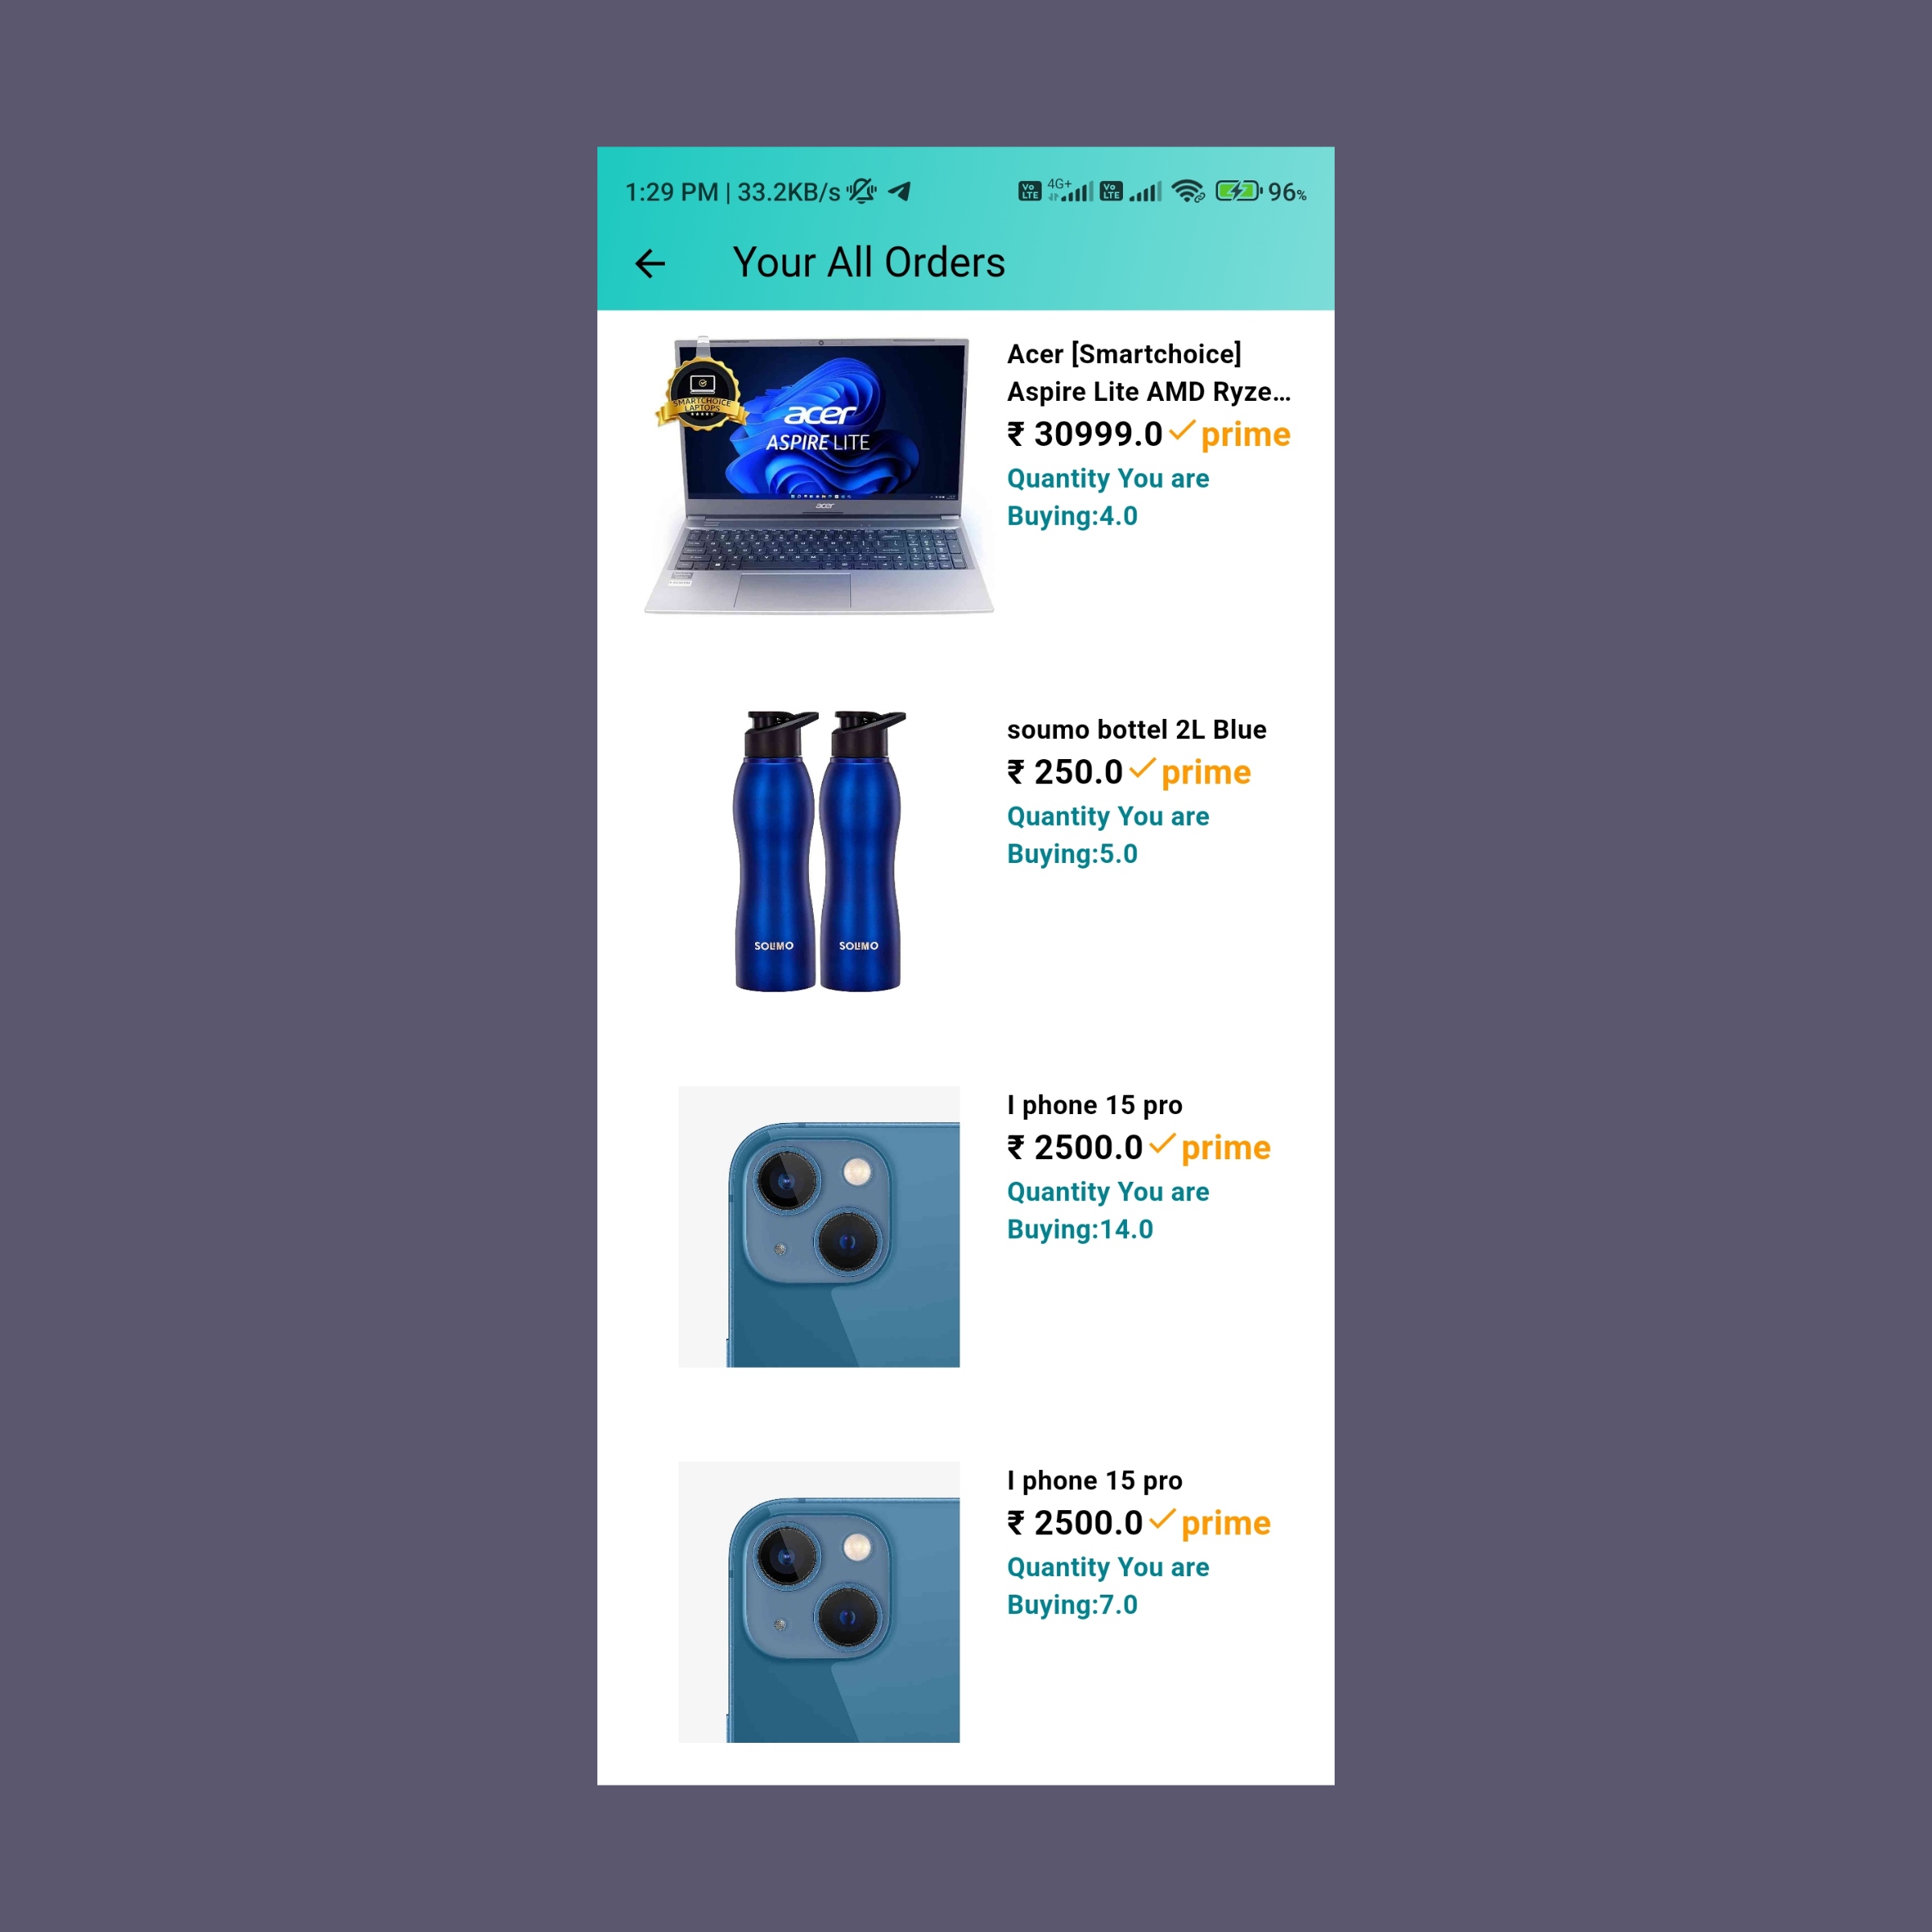 1:29 PM | 33.2KB/s Vo LTE 4G+ Vo LTE 96%
Your All Orders
SMARTCHOICE
LAPTOPS
acer
ASPIRE LITE
acer
Acer [Smartchoice]
Aspire Lite AMD Ryze...
₹ 30999.0 prime
Quantity You are
Buying:4.0
SOLIMO SOLIMO
soumo bottel 2L Blue
₹ 250.0 prime
Quantity You are
Buying:5.0
I phone 15 pro
₹ 2500.0 prime
Quantity You are
Buying:14.0
I phone 15 pro
₹ 2500.0 prime
Quantity You are
Buying:7.0